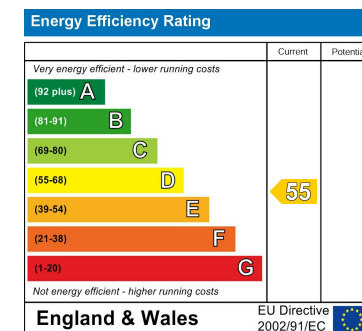 Energy Efficiency Rating
Current
Very energy efficient - lower running costs
(92 plus) A
(81-91) B
(69-80) C
(55-68) D
55
(39-54) E
(21-38) F
(1-20) G
Not energy efficient - higher running costs
England & Wales
EU Directive
2002/91/EC